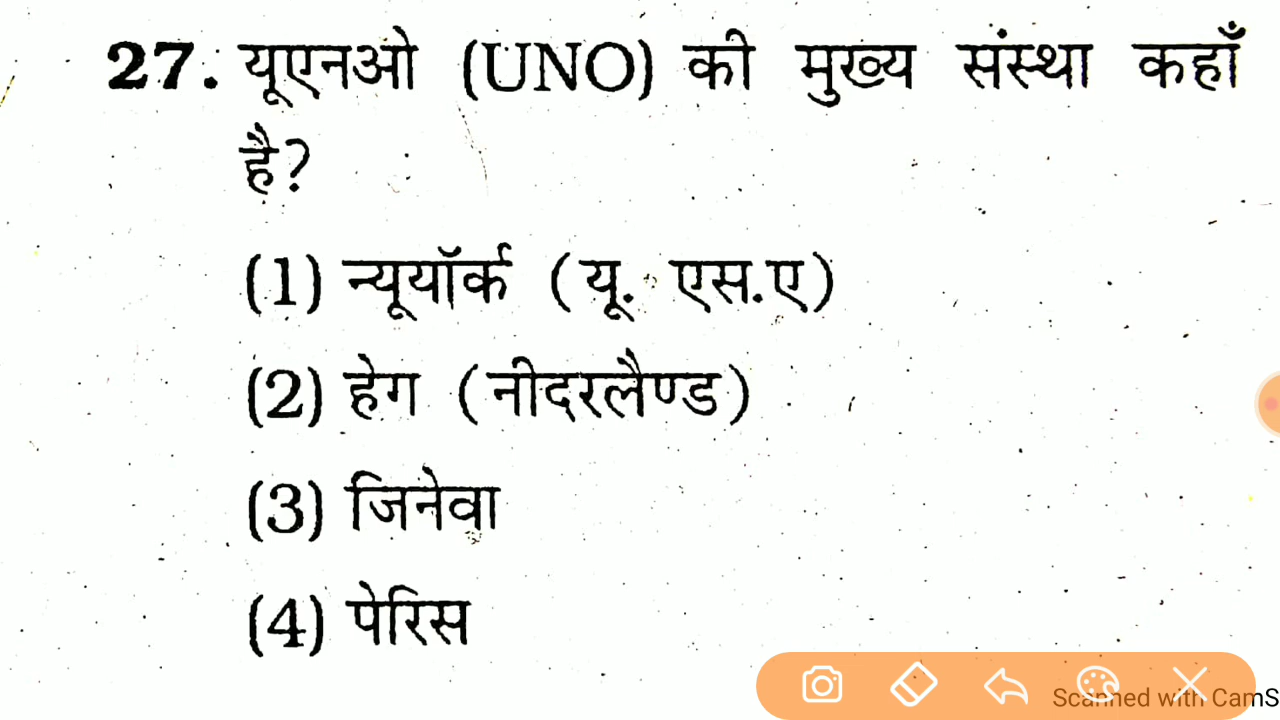 27. यूएनओ (UNO) की मुख्य संस्था कहाँ
है?
(1) न्यूयॉर्क (यू. एस.ए)
(2) हेग (नीदरलैण्ड)
(3) जिनेवा
(4) पेरिस
Scanned with CamS